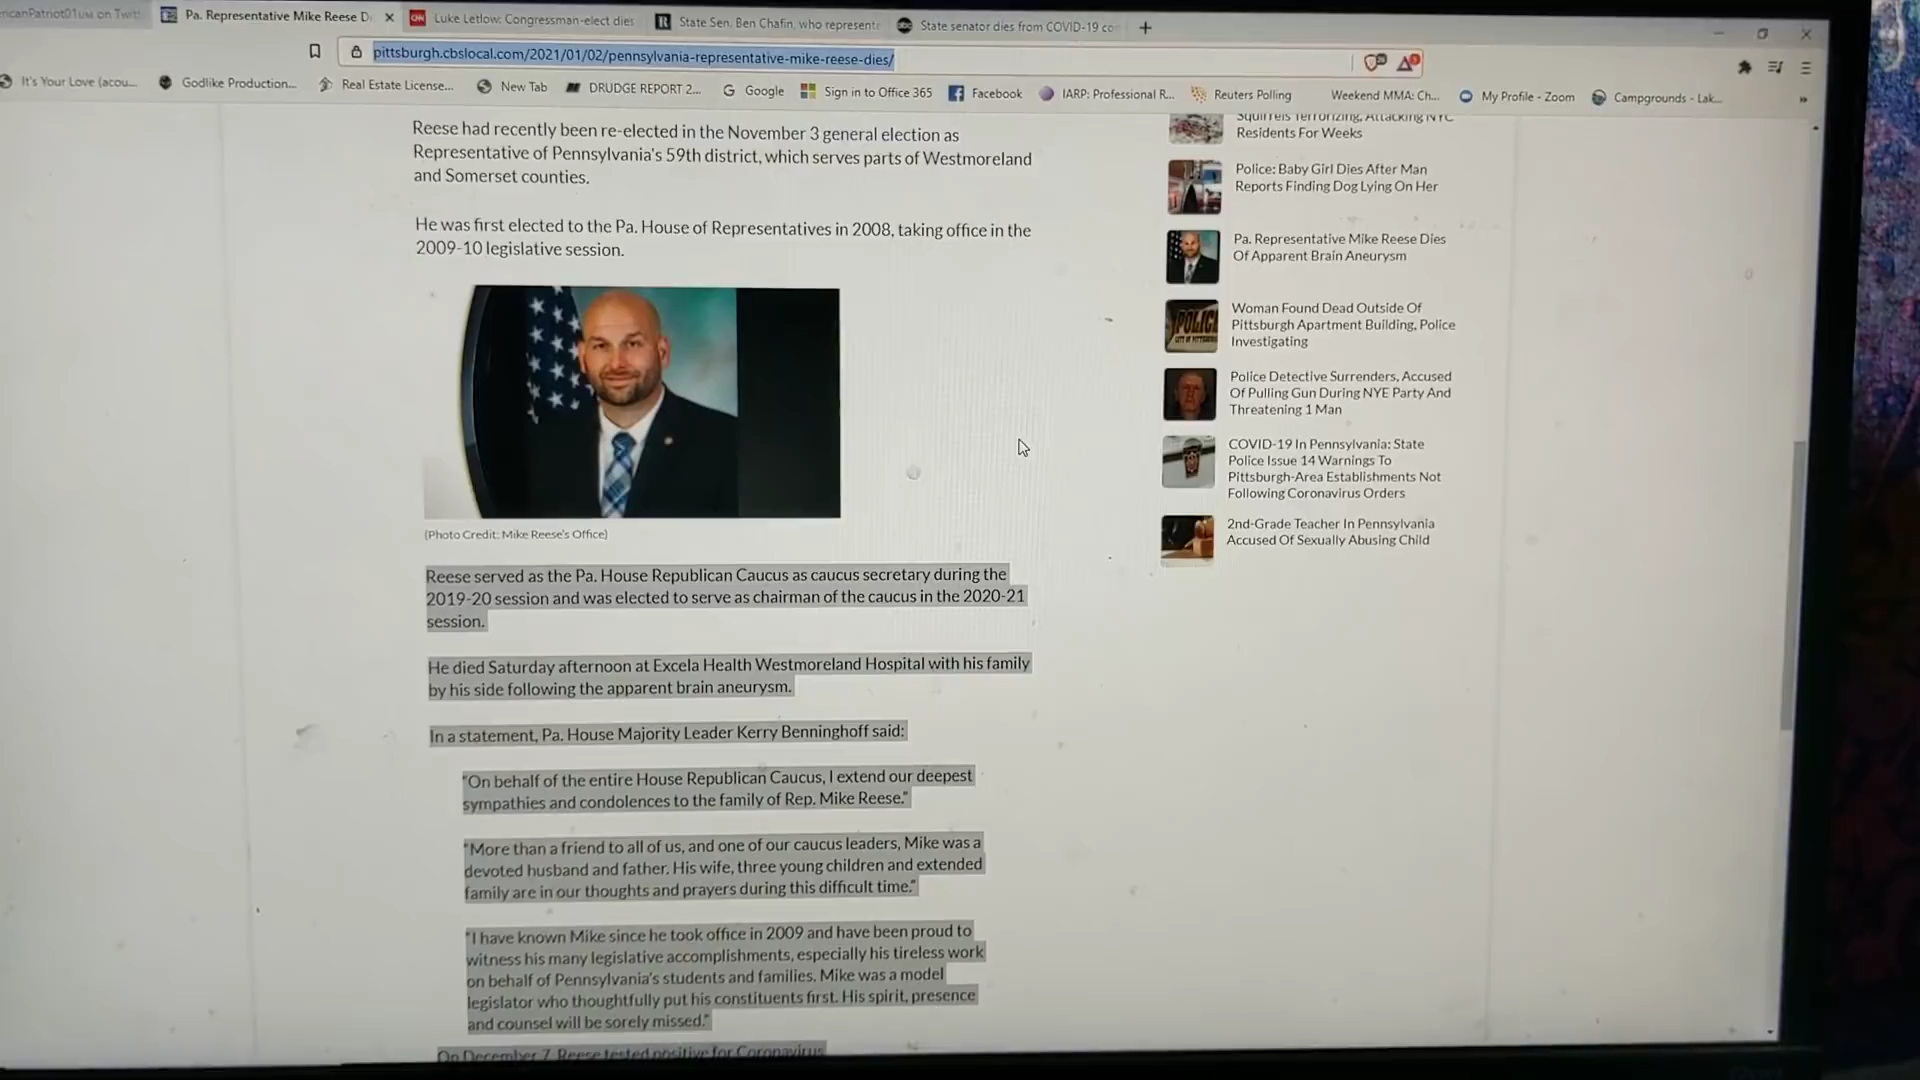 ricanPatriot01 on Twitt
Pa. Representative Mike Reese D
Luke Letlow: Congressman-elect dies
State Sen. Ben Chafin, who represente
State senator dies from COVID-19 co
pittsburgh.cbslocal.com/2021/01/02/pennsylvania-representative-mike-reese-dies/
It's Your Love (acou...
Godlike Production...
Real Estate License...
New Tab
DRUDGE REPORT 2...
Google
Sign in to Office 365
Facebook
IARP: Professional R...
Reuters Polling
Weekend MMA: Ch...
My Profile - Zoom
Campgrounds - Lak...
Reese had recently been re-elected in the November 3 general election as
Representative of Pennsylvania's 59th district, which serves parts of Westmoreland
and Somerset counties.
He was first elected to the Pa. House of Representatives in 2008, taking office in the
2009-10 legislative session.
(Photo Credit: Mike Reese's Office)
Reese served as the Pa. House Republican Caucus as caucus secretary during the
2019-20 session and was elected to serve as chairman of the caucus in the 2020-21
session.
He died Saturday afternoon at Excela Health Westmoreland Hospital with his family
by his side following the apparent brain aneurysm.
In a statement, Pa. House Majority Leader Kerry Benninghoff said:
"On behalf of the entire House Republican Caucus, I extend our deepest
sympathies and condolences to the family of Rep. Mike Reese."
"More than a friend to all of us, and one of our caucus leaders, Mike was a
devoted husband and father. His wife, three young children and extended
family are in our thoughts and prayers during this difficult time."
"I have known Mike since he took office in 2009 and have been proud to
witness his many legislative accomplishments, especially his tireless work
on behalf of Pennsylvania's students and families. Mike was a model
legislator who thoughtfully put his constituents first. His spirit, presence
and counsel will be sorely missed."
On December 7, Reese tested positive for Coronavirus
Squirrels Terrorizing, Attacking NYC
Residents For Weeks
Police: Baby Girl Dies After Man
Reports Finding Dog Lying On Her
Pa. Representative Mike Reese Dies
Of Apparent Brain Aneurysm
Woman Found Dead Outside Of
Pittsburgh Apartment Building, Police
Investigating
Police Detective Surrenders, Accused
Of Pulling Gun During NYE Party And
Threatening 1 Man
COVID-19 In Pennsylvania: State
Police Issue 14 Warnings To
Pittsburgh-Area Establishments Not
Following Coronavirus Orders
2nd-Grade Teacher In Pennsylvania
Accused Of Sexually Abusing Child
POLICE